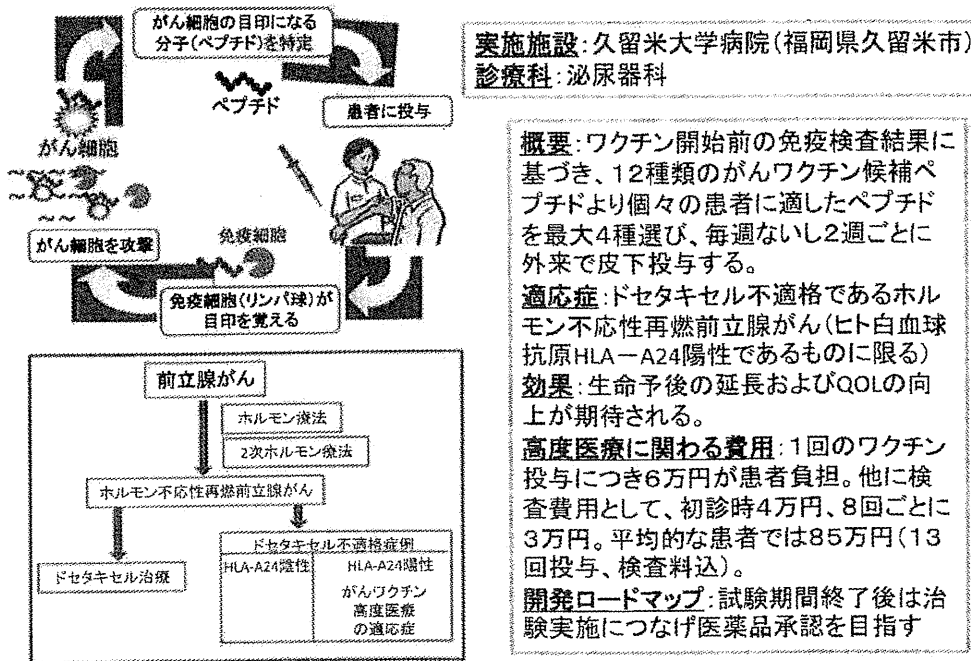 がん細胞の目印になる
分子(ペプチド)を特定
ペプチド
患者に投与
がん細胞
がん細胞を攻撃
免疫細胞
免疫細胞(リンパ球)が
目印を覚える
前立腺がん
ホルモン療法
2次ホルモン療法
ホルモン不応性再燃前立腺がん
ドセタキセル治療
ドセタキセル不適格症例
HLA-A24陰性
HLA-A24陽性
がんワクチン
高度医療
の適応症
実施施設:久留米大学病院(福岡県久留米市)
診療科:泌尿器科
概要:ワクチン開始前の免疫検査結果に
基づき、12種類のがんワクチン候補ペ
プチドより個々の患者に適したペプチド
を最大4種選び、毎週ないし2週ごとに
外来で皮下投与する。
適応症:ドセタキセル不適格であるホル
モン不応性再燃前立腺がん(ヒト白血球
抗原HLA-A24陽性であるものに限る)
効果:生命予後の延長およびQOLの向
上が期待される。
高度医療に関わる費用:1回のワクチン
投与につき6万円が患者負担。他に検
査費用として、初診時4万円、8回ごとに
3万円。平均的な患者では85万円(13
回投与、検査料込)。
開発ロードマップ:試験期間終了後は治
験実施につなげ医薬品承認を目指す